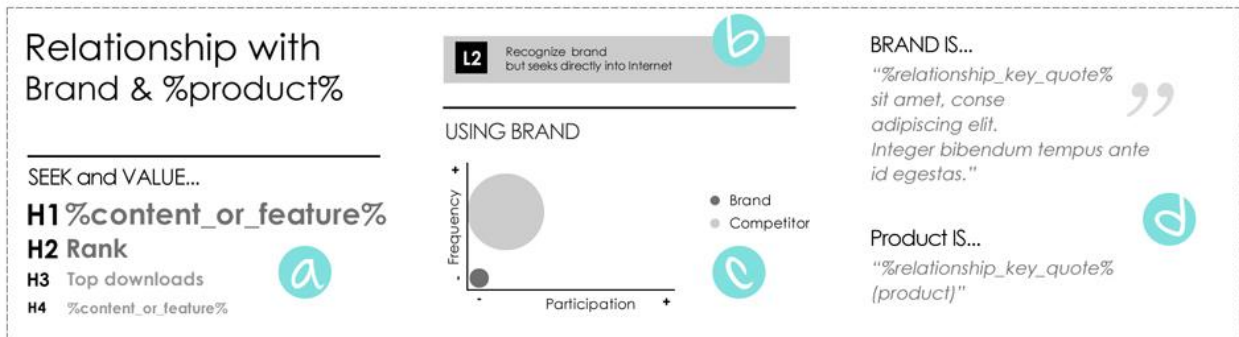 Relationship with
Brand & %product%
SEEK and VALUE...
H1 %content_or_feature%
H2 Rank
H3 Top downloads
H4 %content_or_feature%
a
L2 Recognize brand
but seeks directly into Internet
b
USING BRAND
+
Frequency
-
-
Participation
+
Brand
Competitor
c
BRAND IS...
“%relationship_key_quote%
sit amet, conse
adipiscing elit.
Integer bibendum tempus ante
id egestas.”
”
Product IS...
“%relationship_key_quote%
(product)”
d